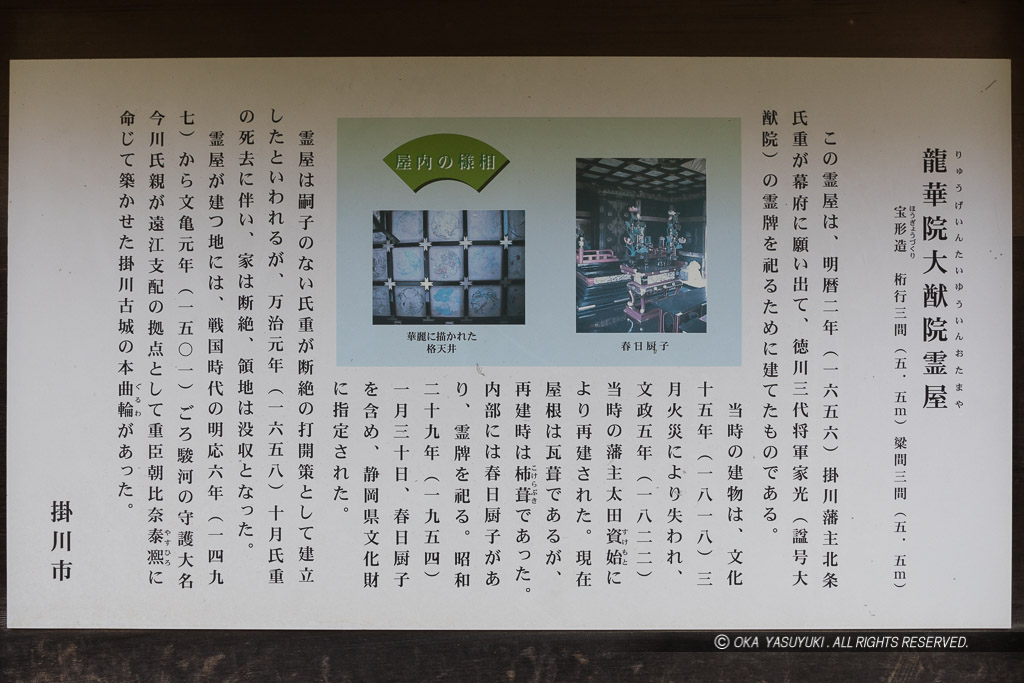 りゅうげいんたいゆういんおたまや
龍華院大猷院霊屋
ほうぎょうづくり
宝形造 桁行三間（五．五ｍ）梁間三間（五．五ｍ）
この霊屋は、明暦二年（一六五六）掛川藩主北条
氏重が幕府に願い出て、徳川三代将軍家光（諡号大
猷院）の霊牌を祀るために建てたものである。
当時の建物は、文化
十五年（一八一八）三
月火災により失われ、
文政五年（一八二二）
当時の藩主太田資始に
すけもと
より再建された。現在
屋根は瓦葺であるが、
再建時は杮葺であった。
こけらぶき
内部には春日厨子があ
り、霊牌を祀る。昭和
二十九年（一九五四）
一月三十日、春日厨子
を含め、静岡県文化財
に指定された。
屋内の様相
春日厨子
華麗に描かれた
格天井
霊屋は嗣子のない氏重が断絶の打開策として建立
したといわれるが、万治元年（一六五八）十月氏重
の死去に伴い、家は断絶、領地は没収となった。
霊屋が建つ地には、戦国時代の明応六年（一四九
七）から文亀元年（一五〇一）ごろ駿河の守護大名
今川氏親が遠江支配の拠点として重臣朝比奈泰凞に
やすひろ
命じて築かせた掛川古城の本曲輪があった。
ぐるわ
掛川市
© OKA YASUYUKI . ALL RIGHTS RESERVED.